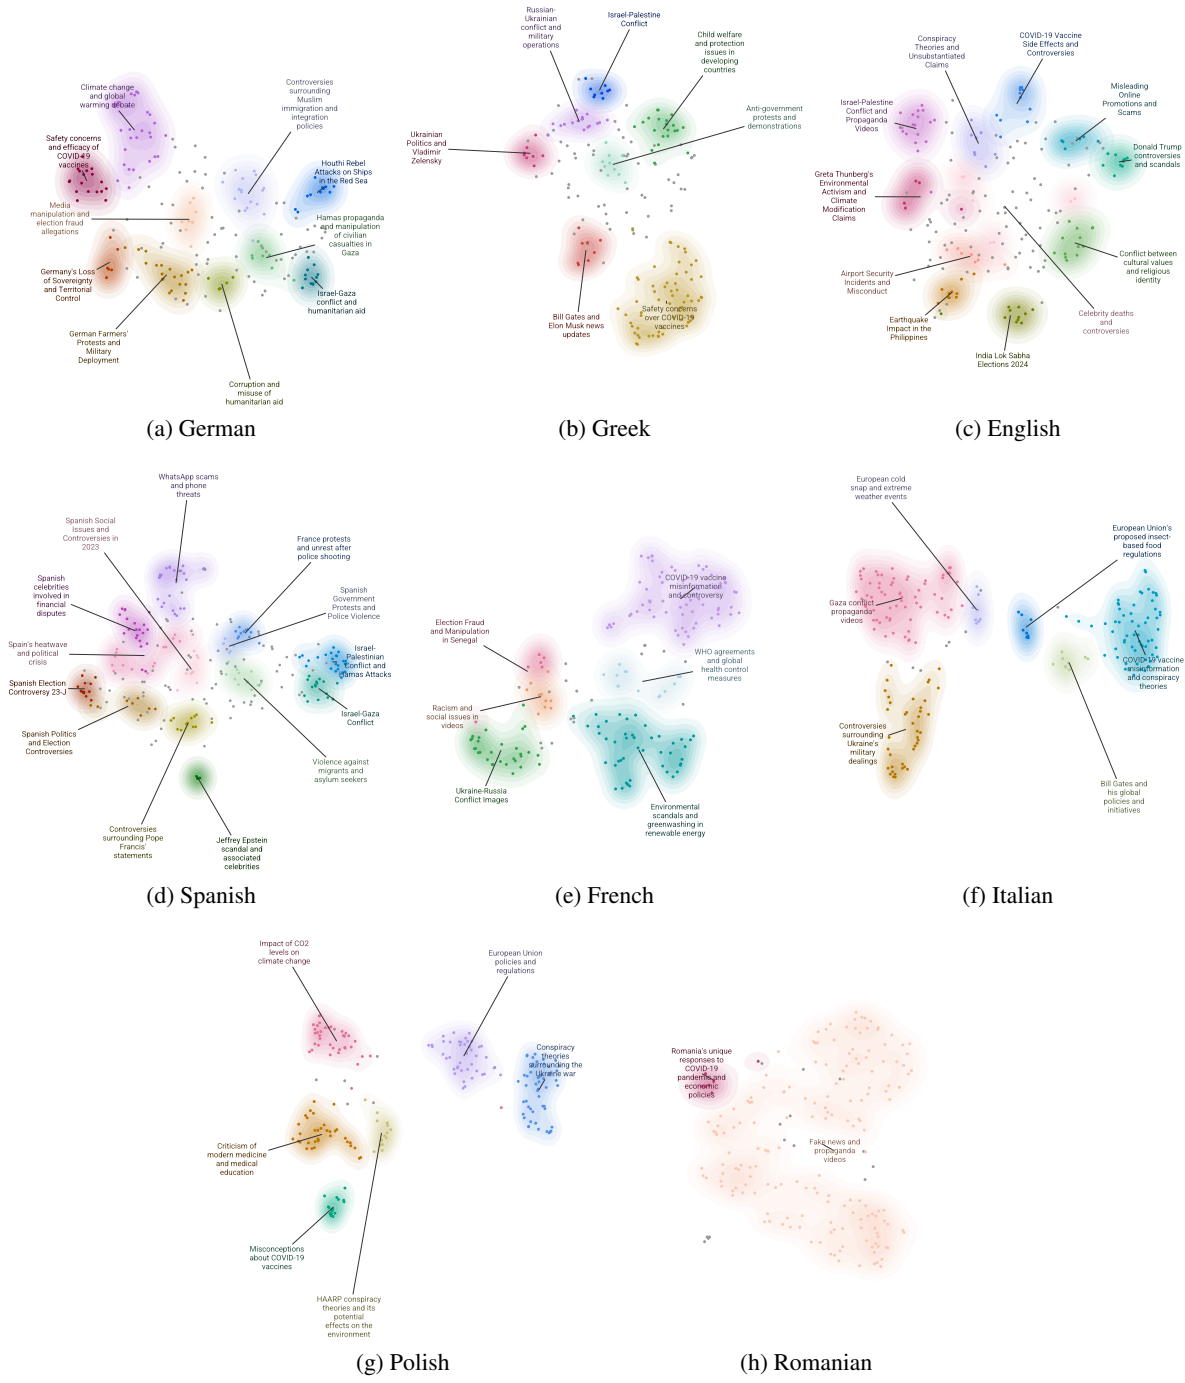 Climate change
and global
warming debate
Controversies
surrounding
Muslim
immigration and
integration
policies
Safety concerns
and efficacy of
COVID-19
vaccines
Houthi Rebel
Attacks on Ships
in the Red Sea
Media
manipulation and
election fraud
allegations
Hamas propaganda
and manipulation
of civilian
casualties in
Gaza
Germany's Loss
of Sovereignty
and Territorial
Control
Israel-Gaza
conflict and
humanitarian aid
German Farmers'
Protests and
Military
Deployment
Corruption and
misuse of
humanitarian aid
(a) German
Russian-
Ukrainian
conflict and
military
operations
Israel-Palestine
Conflict
Child welfare
and protection
issues in
developing
countries
Anti-government
protests and
demonstrations
Ukrainian
Politics and
Vladimir
Zelensky
Bill Gates and
Elon Musk news
updates
Safety concerns
over COVID-19
vaccines
(b) Greek
Conspiracy
Theories and
Unsubstantiated
Claims
COVID-19 Vaccine
Side Effects and
Controversies
Misleading
Online
Promotions and
Scams
Israel-Palestine
Conflict and
Propaganda
Videos
Donald Trump
controversies
and scandals
Greta Thunberg's
Environmental
Activism and
Climate
Modification
Claims
Conflict between
cultural values
and religious
identity
Airport Security
Incidents and
Misconduct
Earthquake
Impact in the
Philippines
Celebrity deaths
and
controversies
India Lok Sabha
Elections 2024
(c) English
WhatsApp scams
and phone
threats
Spanish Social
Issues and
Controversies in
2023
France protests
and unrest after
police shooting
Spanish
celebrities
involved in
financial
disputes
Spanish
Government
Protests and
Police Violence
Spain's heatwave
and political
crisis
Israel-
Palestinian
Conflict and
Hamas Attacks
Spanish Election
Controversy 23-J
Israel-Gaza
Conflict
Spanish Politics
and Election
Controversies
Violence against
migrants and
asylum seekers
Controversies
surrounding Pope
Francis'
statements
Jeffrey Epstein
scandal and
associated
celebrities
(d) Spanish
COVID-19 vaccine
misinformation
and controversy
Election Fraud
and Manipulation
in Senegal
WHO agreements
and global
health control
measures
Racism and
social issues in
videos
Ukraine-Russia
Conflict Images
Environmental
scandals and
greenwashing in
renewable energy
(e) French
European cold
snap and extreme
weather events
European Union's
proposed insect-
based food
regulations
Gaza conflict
propaganda
videos
COVID-19 vaccine
misinformation
and conspiracy
theories
Controversies
surrounding
Ukraine's
military
dealings
Bill Gates and
his global
policies and
initiatives
(f) Italian
Impact of CO2
levels on
climate change
European Union
policies and
regulations
Conspiracy
theories
surrounding the
Ukraine war
Criticism of
modern medicine
and medical
education
Misconceptions
about COVID-19
vaccines
HAARP conspiracy
theories and its
potential
effects on the
environment
(g) Polish
Romania's unique
responses to
COVID-19
pandemic and
economic
policies
Fake news and
propaganda
videos
(h) Romanian